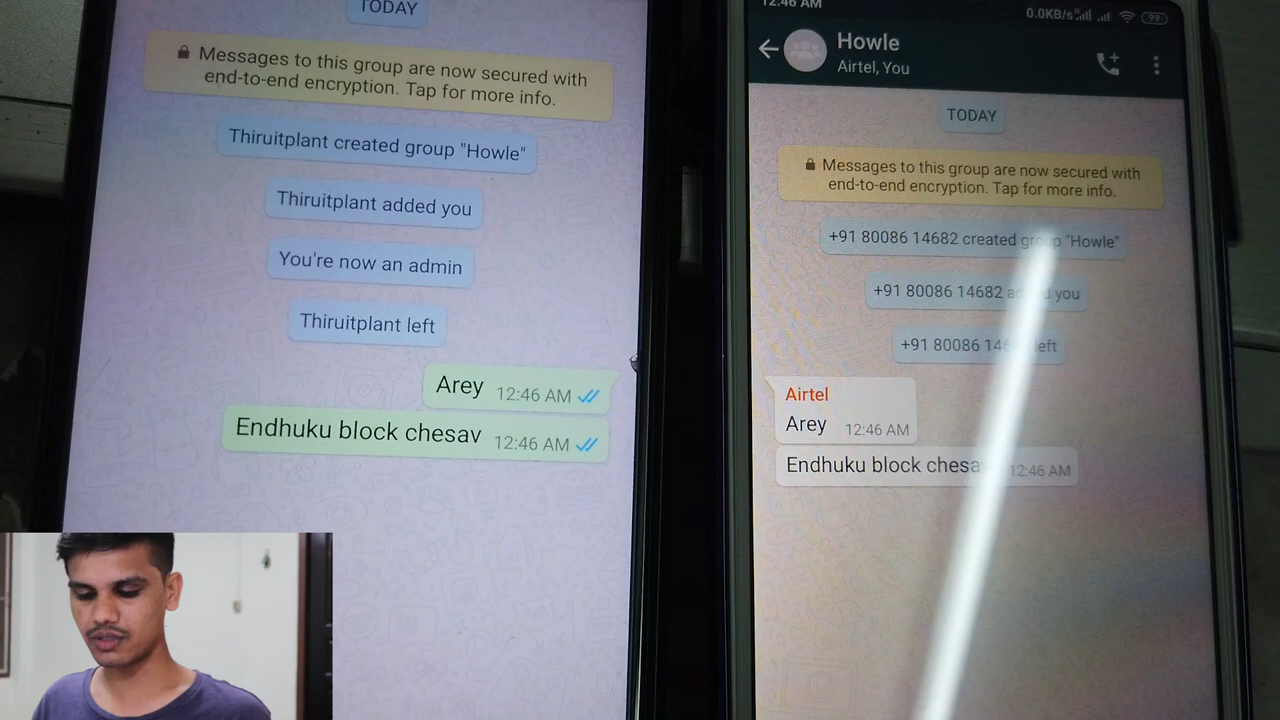 TODAY
Messages to this group are now secured with
end-to-end encryption. Tap for more info.
Thiruitplant created group "Howle"
Thiruitplant added you
You're now an admin
Thiruitplant left
Arey 12:46 AM
Endhuku block chesav 12:46 AM
12:46 AM 0.0KB/s 99
Howle
Airtel, You
TODAY
Messages to this group are now secured with
end-to-end encryption. Tap for more info.
+91 80086 14682 created group "Howle"
+91 80086 14682 added you
+91 80086 left
Airtel
Arey 12:46 AM
Endhuku block 12:46 AM